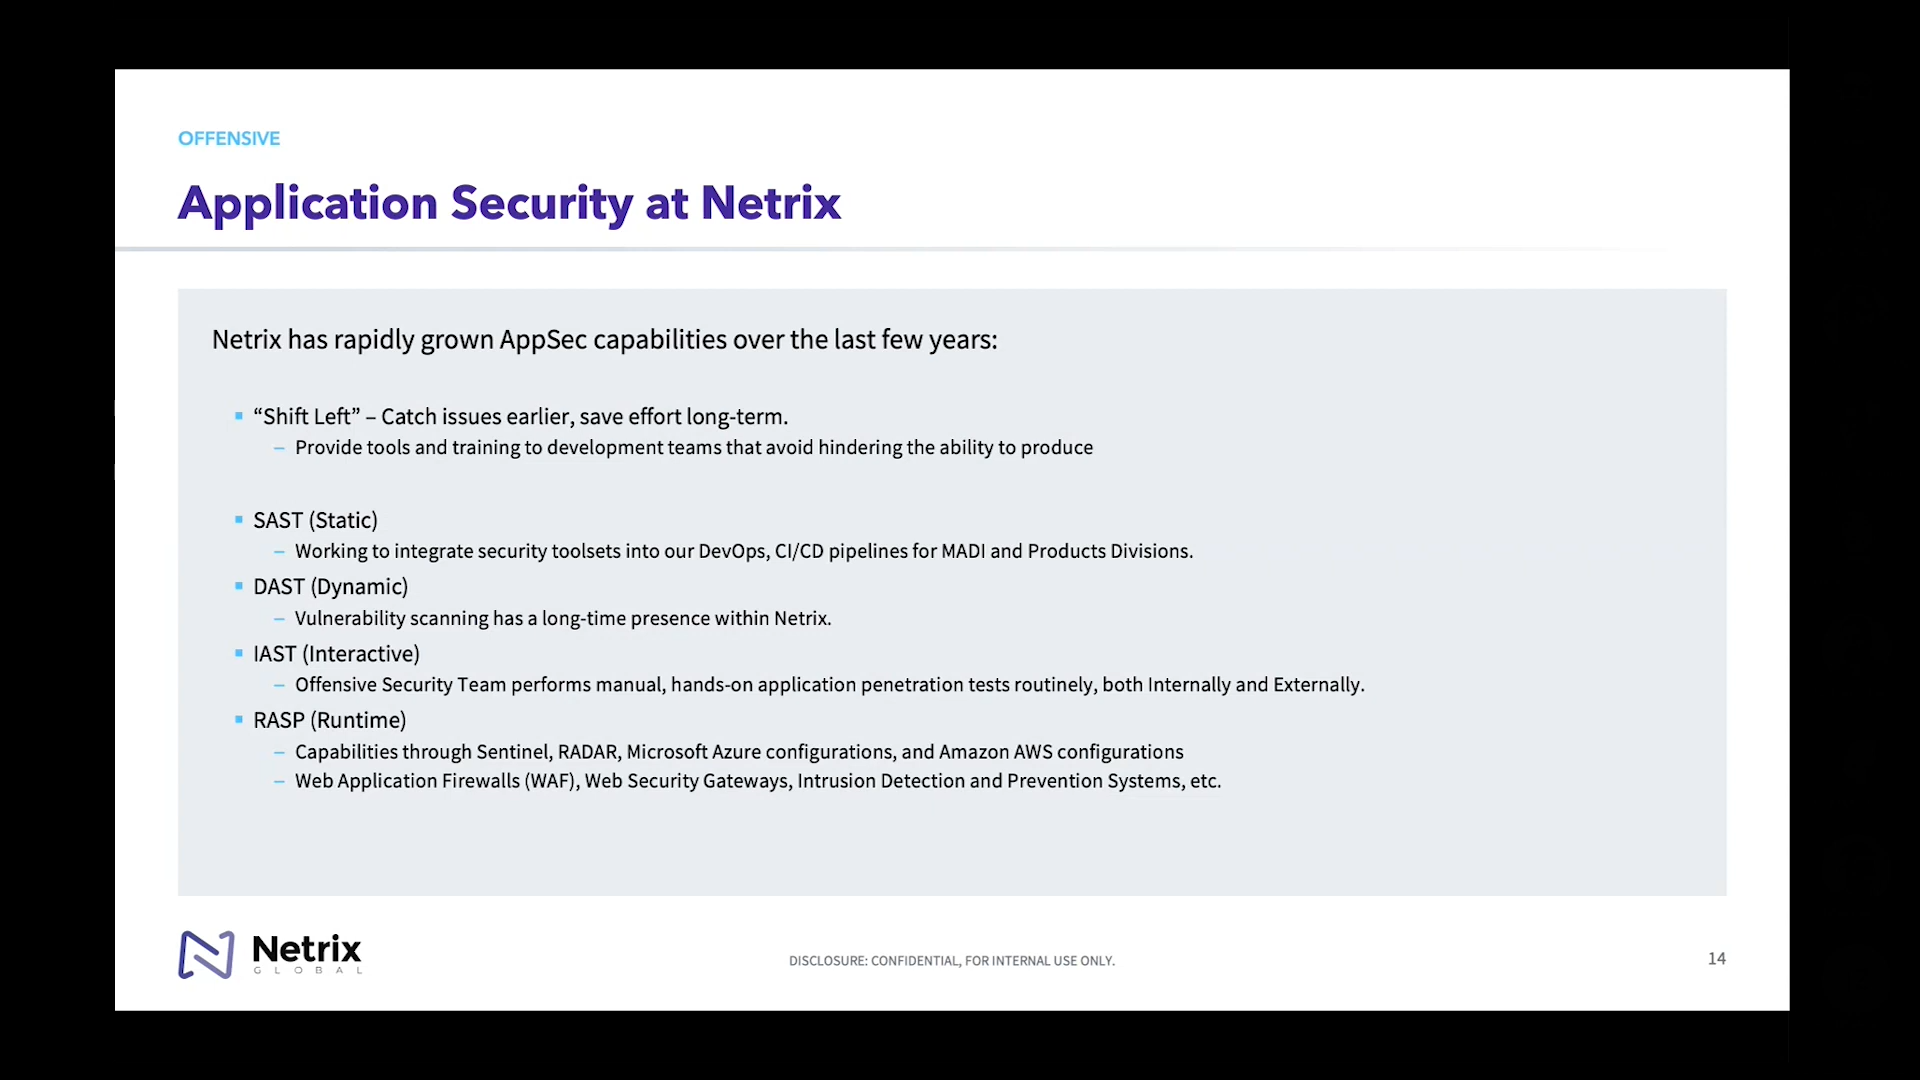 OFFENSIVE
Application Security at Netrix
Netrix has rapidly grown AppSec capabilities over the last few years:
▪ “Shift Left” – Catch issues earlier, save effort long-term.
– Provide tools and training to development teams that avoid hindering the ability to produce
▪ SAST (Static)
– Working to integrate security toolsets into our DevOps, CI/CD pipelines for MADI and Products Divisions.
▪ DAST (Dynamic)
– Vulnerability scanning has a long-time presence within Netrix.
▪ IAST (Interactive)
– Offensive Security Team performs manual, hands-on application penetration tests routinely, both Internally and Externally.
▪ RASP (Runtime)
– Capabilities through Sentinel, RADAR, Microsoft Azure configurations, and Amazon AWS configurations
– Web Application Firewalls (WAF), Web Security Gateways, Intrusion Detection and Prevention Systems, etc.
Netrix
GLOBAL
DISCLOSURE: CONFIDENTIAL, FOR INTERNAL USE ONLY.
14